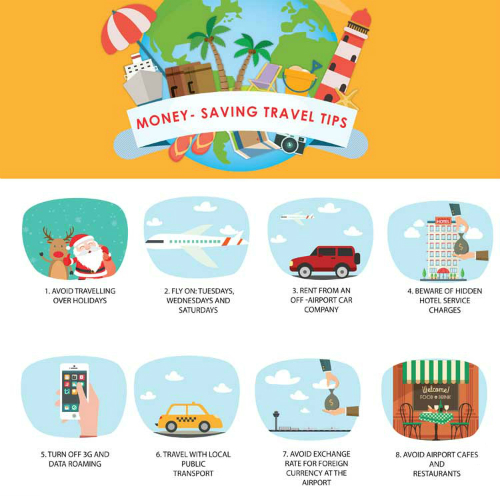 MONEY- SAVING TRAVEL TIPS
HOTEL
1. AVOID TRAVELLING
OVER HOLIDAYS
2. FLY ON: TUESDAYS,
WEDNESDAYS AND
SATURDAYS
3. RENT FROM AN
OFF -AIRPORT CAR
COMPANY
4. BEWARE OF HIDDEN
HOTEL SERVICE
CHARGES
Welcome!
FOOD & DRINK
5. TURN OFF 3G AND
DATA ROAMING
6. TRAVEL WITH LOCAL
PUBLIC
TRANSPORT
7. AVOID EXCHANGE
RATE FOR FOREIGN
CURRENCY AT THE
AIRPORT
8. AVOID AIRPORT CAFES
AND
RESTAURANTS